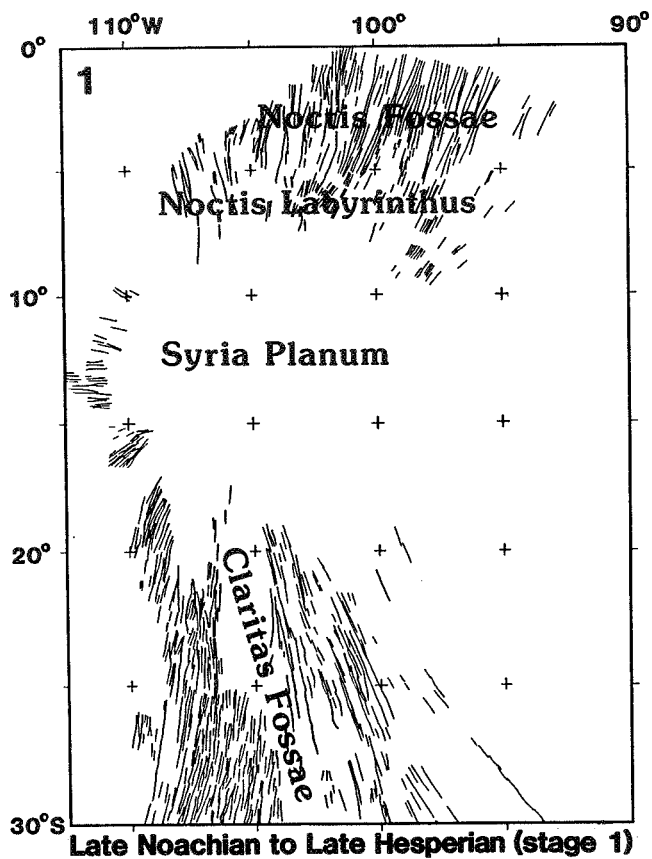 110°W 100° 90°
0°
1
Noctis Fossae
Noctis Labyrinthus
10°
Syria Planum
20°
Claritas Fossae
30°S
Late Noachian to Late Hesperian (stage 1)